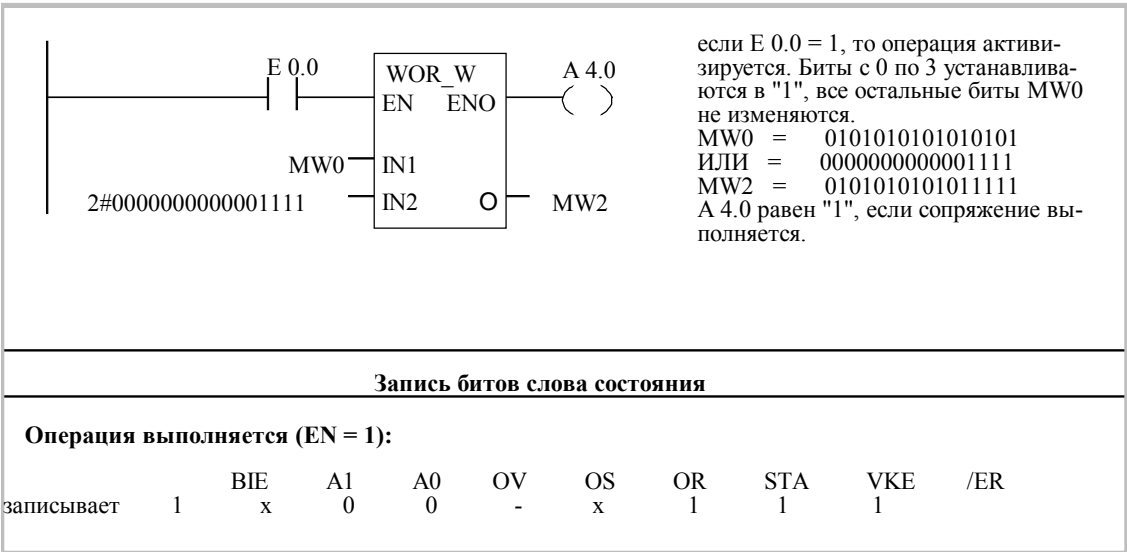 E 0.0
WOR_W
A 4.0
EN ENO
MW0
IN1
2#0000000000001111
IN2
O
MW2
если E 0.0 = 1, то операция активи-
зируется. Биты с 0 по 3 устанавлива-
ются в "1", все остальные биты MW0
не изменяются.
MW0 = 0101010101010101
ИЛИ = 0000000000001111
MW2 = 0101010101011111
A 4.0 равен "1", если сопряжение вы-
полняется.
Запись битов слова состояния
Операция выполняется (EN = 1):
BIE A1 A0 OV OS OR STA VKE /ER
записывает 1 x 0 0 - x 1 1 1